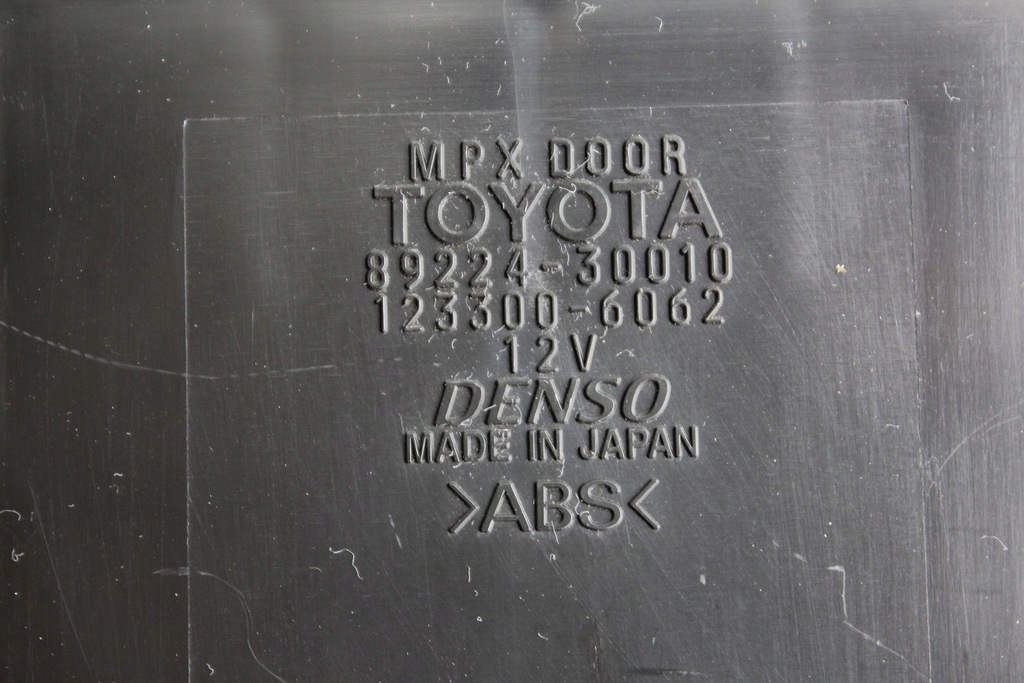 MPX DOOR
TOYOTA
89224-30010
123300-6062
12V
DENSO
MADE IN JAPAN
>ABS<